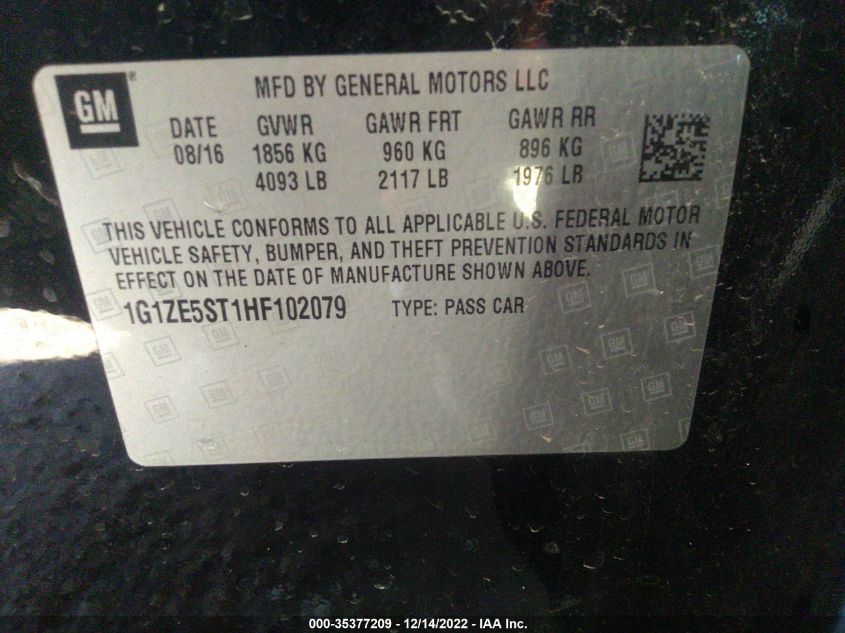 GM
MFD BY GENERAL MOTORS LLC
DATE GVWR GAWR FRT GAWR RR
08/16 1856 KG 960 KG 896 KG
4093 LB 2117 LB 1976 LB
THIS VEHICLE CONFORMS TO ALL APPLICABLE U.S. FEDERAL MOTOR
VEHICLE SAFETY, BUMPER, AND THEFT PREVENTION STANDARDS IN
EFFECT ON THE DATE OF MANUFACTURE SHOWN ABOVE.
1G1ZE5ST1HF102079 TYPE: PASS CAR
000-35377209 - 12/14/2022 - IAA Inc.